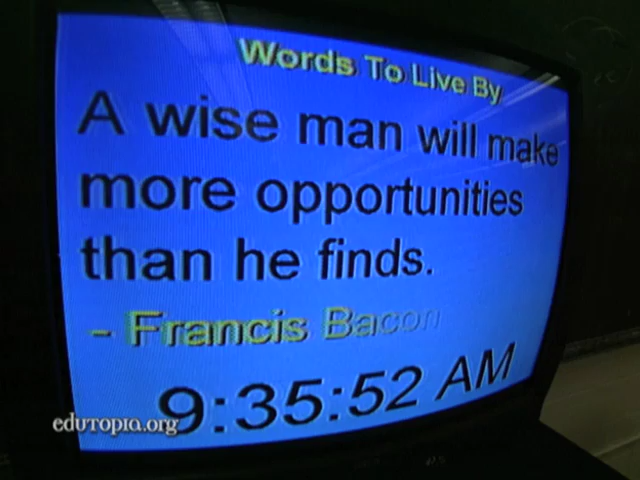 Words To Live By
A wise man will make
more opportunities
than he finds.
- Francis Bacon
9:35:52 AM
edutopia.org